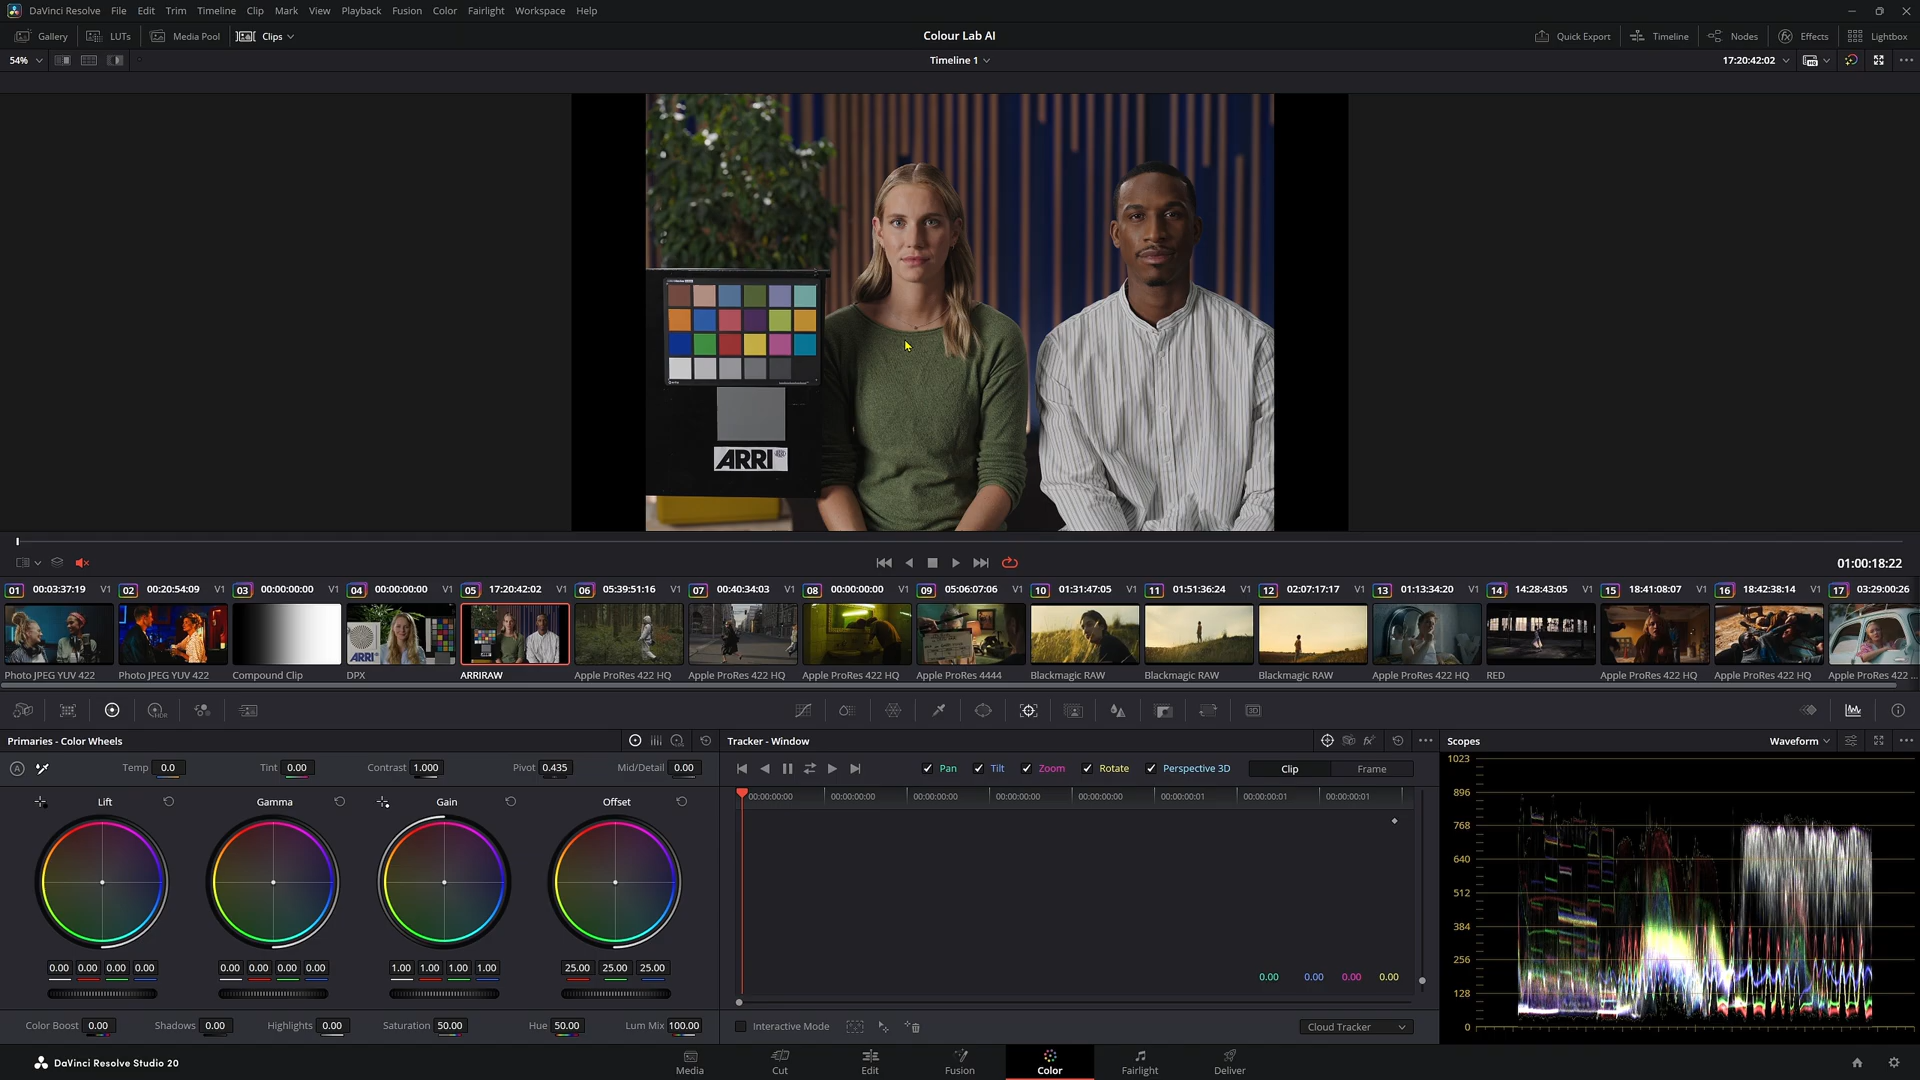 DaVinci Resolve File Edit Trim Timeline Clip Mark View Playback Fusion Color Fairlight Workspace Help
Gallery LUTs Media Pool Clips Colour Lab AI Quick Export Timeline Nodes Effects Lightbox
54% Timeline 1 17:20:42:02
ARRI
01:00:18:22
01 00:03:37:19 V1 02 00:20:54:09 V1 03 00:00:00:00 V1 04 00:00:00:00 V1 05 17:20:42:02 V1 06 05:39:51:16 V1 07 00:40:34:03 V1 08 00:00:00:00 V1 09 05:06:07:06 V1 10 01:31:47:05 V1 11 01:51:36:24 V1 12 02:07:17:17 V1 13 01:13:34:20 V1 14 14:28:43:05 V1 15 18:41:08:07 V1 16 18:42:38:14 V1 17 03:29:00:26
ARRI
Photo JPEG YUV 422 Photo JPEG YUV 422 Compound Clip DPX ARRIRAW Apple ProRes 422 HQ Apple ProRes 422 HQ Apple ProRes 422 HQ Apple ProRes 4444 Blackmagic RAW Blackmagic RAW Blackmagic RAW Apple ProRes 422 HQ RED Apple ProRes 422 HQ Apple ProRes 422 HQ Apple ProRes 422 ...
HDR 3D
Primaries - Color Wheels Tracker - Window Scopes Waveform
A Temp 0.0 Tint 0.00 Contrast 1.000 Pivot 0.435 Mid/Detail 0.00 Pan Tilt Zoom Rotate Perspective 3D Clip Frame
Lift Gamma Gain Offset
00:00:00:00 00:00:00:00 00:00:00:00 00:00:00:00 00:00:00:00 00:00:00:01 00:00:00:01 00:00:00:01
1023
896
768
640
512
384
256
128
0
0.00 0.00 0.00 0.00 0.00 0.00 0.00 0.00 1.00 1.00 1.00 1.00 25.00 25.00 25.00
0.00 0.00 0.00 0.00
Color Boost 0.00 Shadows 0.00 Highlights 0.00 Saturation 50.00 Hue 50.00 Lum Mix 100.00 Interactive Mode Cloud Tracker
DaVinci Resolve Studio 20 Media Cut Edit Fusion Color Fairlight Deliver